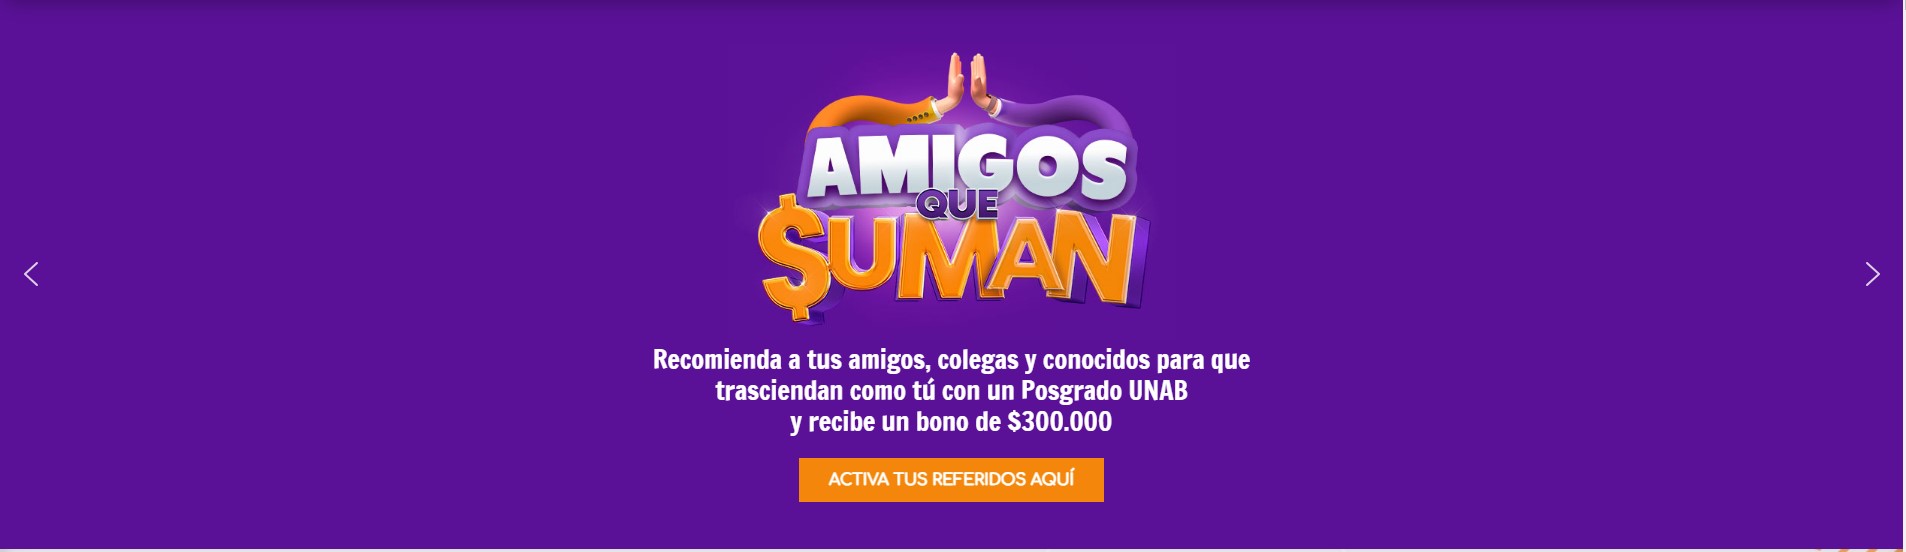 AMIGOS
QUE
$UMAN
Recomienda a tus amigos, colegas y conocidos para que
trasciendan como tú con un Posgrado UNAB
y recibe un bono de $300.000
ACTIVA TUS REFERIDOS AQUÍ